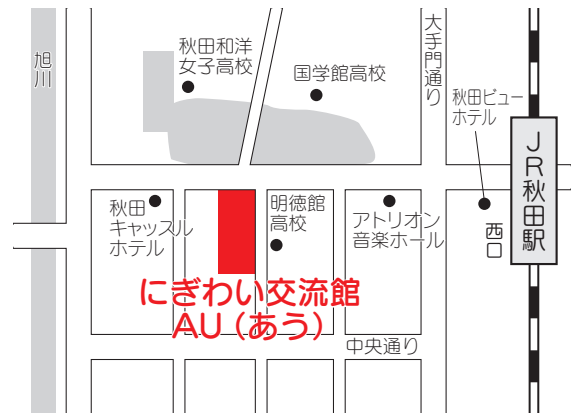 旭川
秋田和洋
女子高校
国学館高校
大手門通り
秋田ビュー
ホテル
JR秋田駅
西口
秋田
キャッスル
ホテル
明徳館
高校
アトリオン
音楽ホール
にぎわい交流館
AU（あう）
中央通り